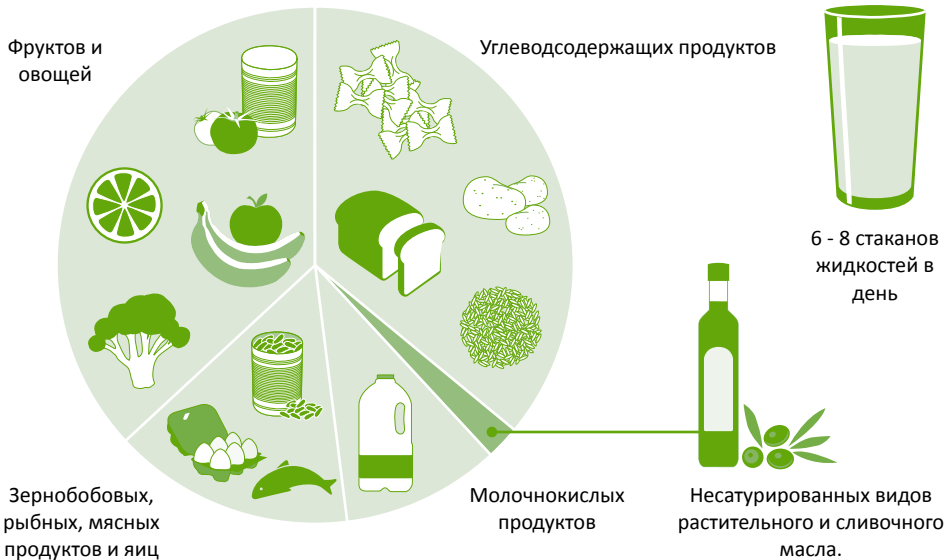 Фруктов и
овощей
Углеводсодержащих продуктов
6 - 8 стаканов
жидкостей в
день
Зернобобовых,
рыбных, мясных
продуктов и яиц
Молочнокислых
продуктов
Несатурированных видов
растительного и сливочного
масла.